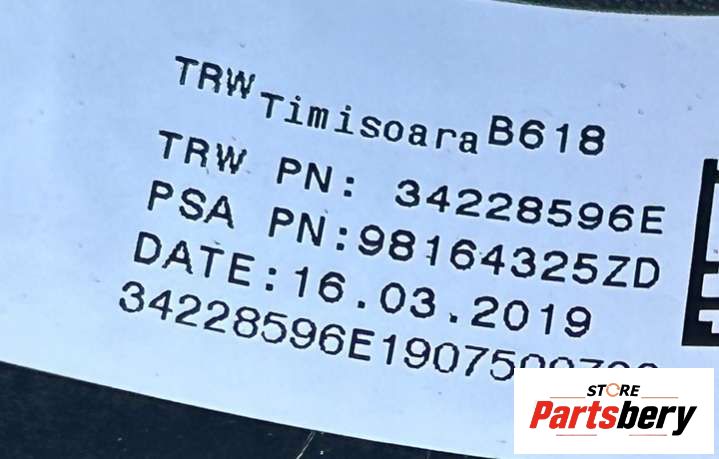 TRW Timisoara B618
TRW PN: 34228596E
PSA PN:98164325ZD
DATE:16.03.2019
STORE
Partsbery